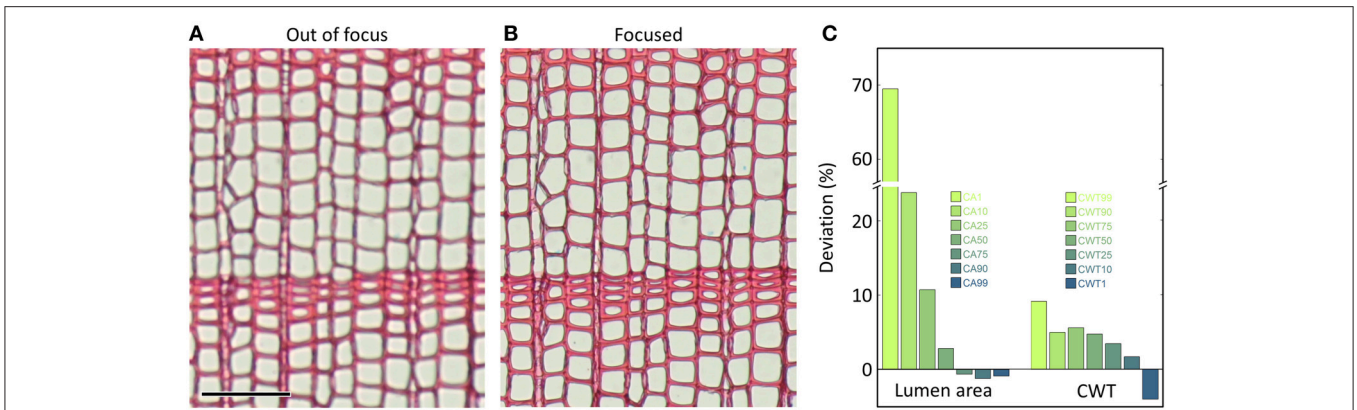 A Out of focus
B Focused
C
Deviation (%)
70
60
20
10
0
CA1
CA10
CA25
CA50
CA75
CA90
CA99
CWT99
CWT90
CWT75
CWT50
CWT25
CWT10
CWT1
Lumen area
CWT